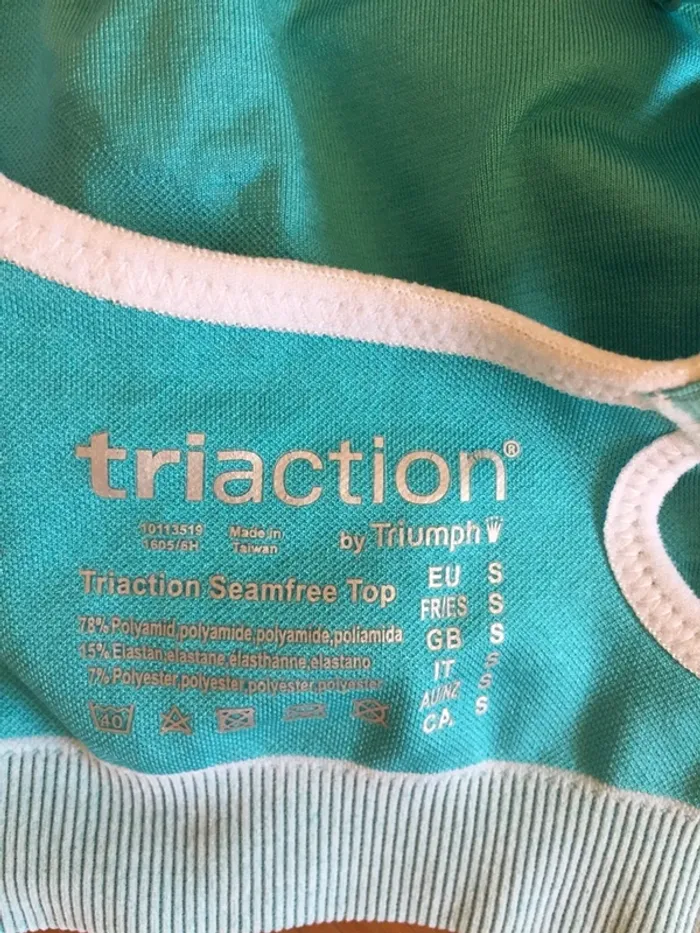 triaction®
by Triumph
10113519
1605/6H
Made in
Taiwan
Triaction Seamfree Top
78% Polyamid,polyamide,polyamide,poliamida
15% Elastan,elastane,elasthanne,elastano
7% Polyester,polyester,polyester,polyester
40
EU S
FR/ES S
GB S
IT S
AU/NZ S
CA S